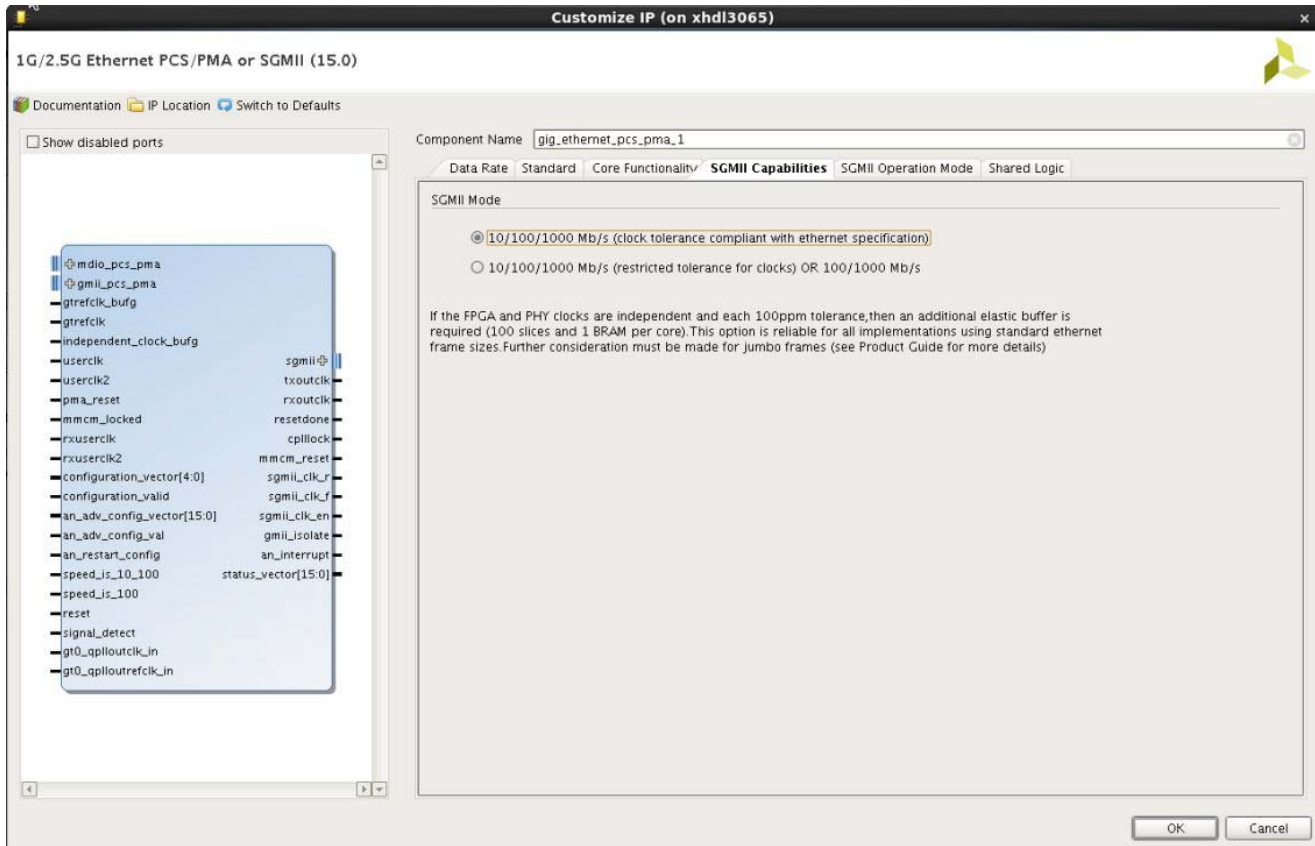 Customize IP (on xhdl3065)
1G/2.5G Ethernet PCS/PMA or SGMII (15.0)
Documentation IP Location Switch to Defaults
Show disabled ports
mdio_pcs_pma
gmii_pcs_pma
gtrefclk_bufg
gtrefclk
independent_clock_bufg
userclk
userclk2
pma_reset
mmcm_locked
rxuserclk
rxuserclk2
configuration_vector[4:0]
configuration_valid
an_adv_config_vector[15:0]
an_adv_config_val
an_restart_config
speed_is_10_100
speed_is_100
reset
signal_detect
gt0_qplloutclk_in
gt0_qplloutrefclk_in
sgmii
txoutclk
rxoutclk
resetdone
cplllock
mmcm_reset
sgmii_clk_r
sgmii_clk_f
sgmii_clk_en
gmii_isolate
an_interrupt
status_vector[15:0]
Component Name gig_ethernet_pcs_pma_1
Data Rate Standard Core Functionality SGMII Capabilities SGMII Operation Mode Shared Logic
SGMII Mode
10/100/1000 Mb/s (clock tolerance compliant with ethernet specification)
10/100/1000 Mb/s (restricted tolerance for clocks) OR 100/1000 Mb/s
If the FPGA and PHY clocks are independent and each 100ppm tolerance,then an additional elastic buffer is
required (100 slices and 1 BRAM per core).This option is reliable for all implementations using standard ethernet
frame sizes.Further consideration must be made for jumbo frames (see Product Guide for more details)
OK Cancel